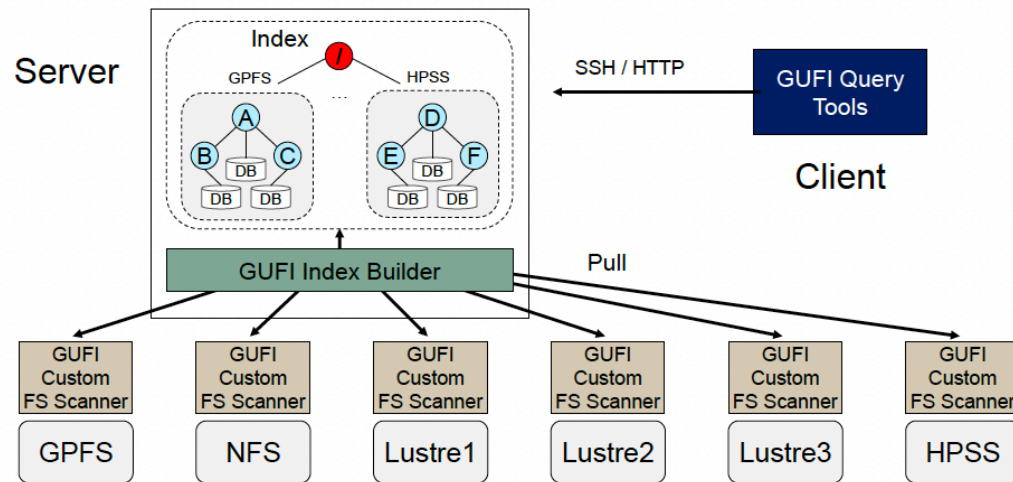 Server
Index
/
GPFS
HPSS
...
A
B
C
DB
DB
DB
D
E
F
DB
DB
DB
SSH / HTTP
GUFI Query
Tools
Client
GUFI Index Builder
Pull
GUFI
Custom
FS Scanner
GPFS
GUFI
Custom
FS Scanner
NFS
GUFI
Custom
FS Scanner
Lustre1
GUFI
Custom
FS Scanner
Lustre2
GUFI
Custom
FS Scanner
Lustre3
GUFI
Custom
FS Scanner
HPSS